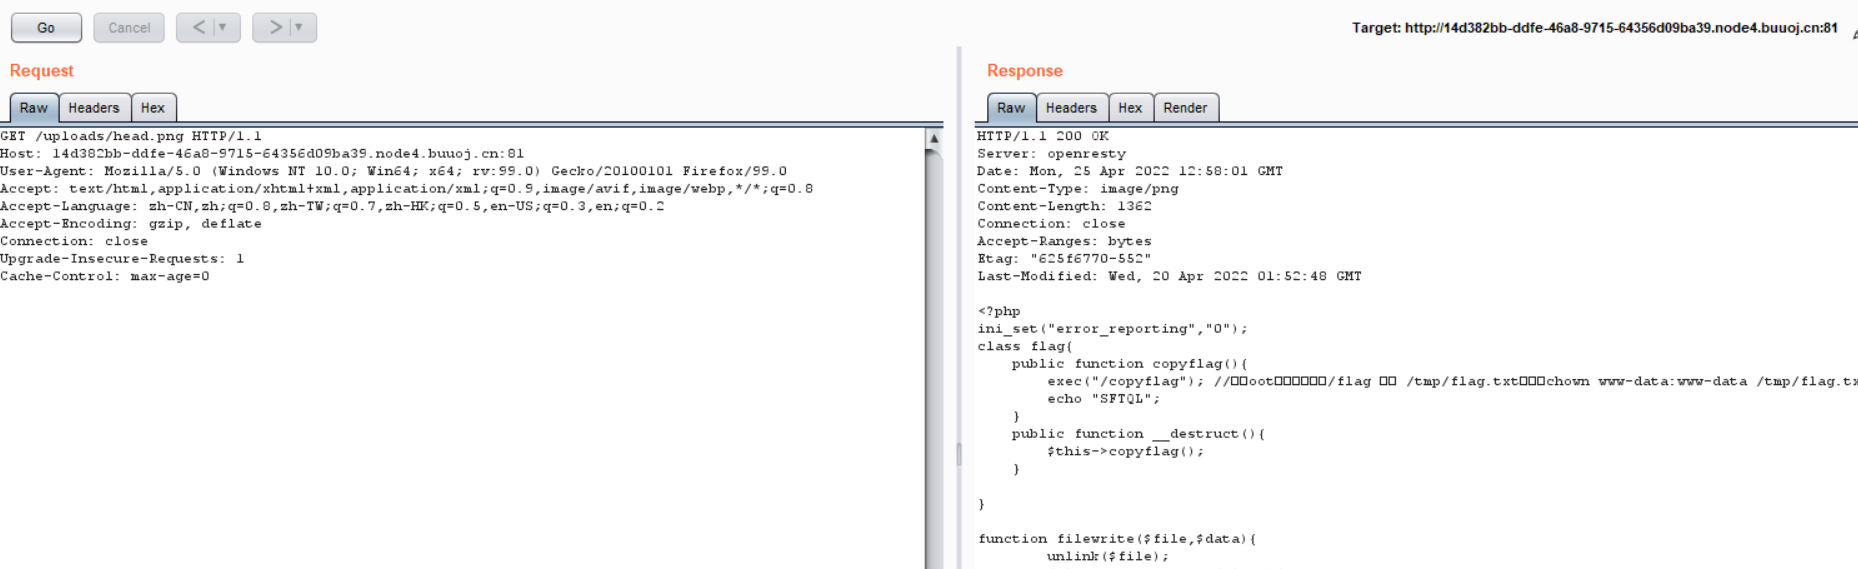 Go Cancel < >
Target: http://14d382bb-ddfe-46a8-9715-64356d09ba39.node4.buuoj.cn:81
Request
Raw Headers Hex
GET /uploads/head.png HTTP/1.1
Host: 14d382bb-ddfe-46a8-9715-64356d09ba39.node4.buuoj.cn:81
User-Agent: Mozilla/5.0 (Windows NT 10.0; Win64; x64; rv:99.0) Gecko/20100101 Firefox/99.0
Accept: text/html,application/xhtml+xml,application/xml;q=0.9,image/avif,image/webp,*/*;q=0.8
Accept-Language: zh-CN,zh;q=0.8,zh-TW;q=0.7,zh-HK;q=0.5,en-US;q=0.3,en;q=0.2
Accept-Encoding: gzip, deflate
Connection: close
Upgrade-Insecure-Requests: 1
Cache-Control: max-age=0
Response
Raw Headers Hex Render
HTTP/1.1 200 OK
Server: openresty
Date: Mon, 25 Apr 2022 12:58:01 GMT
Content-Type: image/png
Content-Length: 1362
Connection: close
Accept-Ranges: bytes
Etag: "625f6770-552"
Last-Modified: Wed, 20 Apr 2022 01:52:48 GMT
<?php
ini_set("error_reporting","0");
class flag{
public function copyflag(){
exec("/copyflag"); //□□oot□□□□□□/flag □□ /tmp/flag.txt□□□chown www-data:www-data /tmp/flag.tx
echo "SFTQL";
}
public function __destruct(){
$this->copyflag();
}
}
function filewrite($file,$data){
unlink($file);